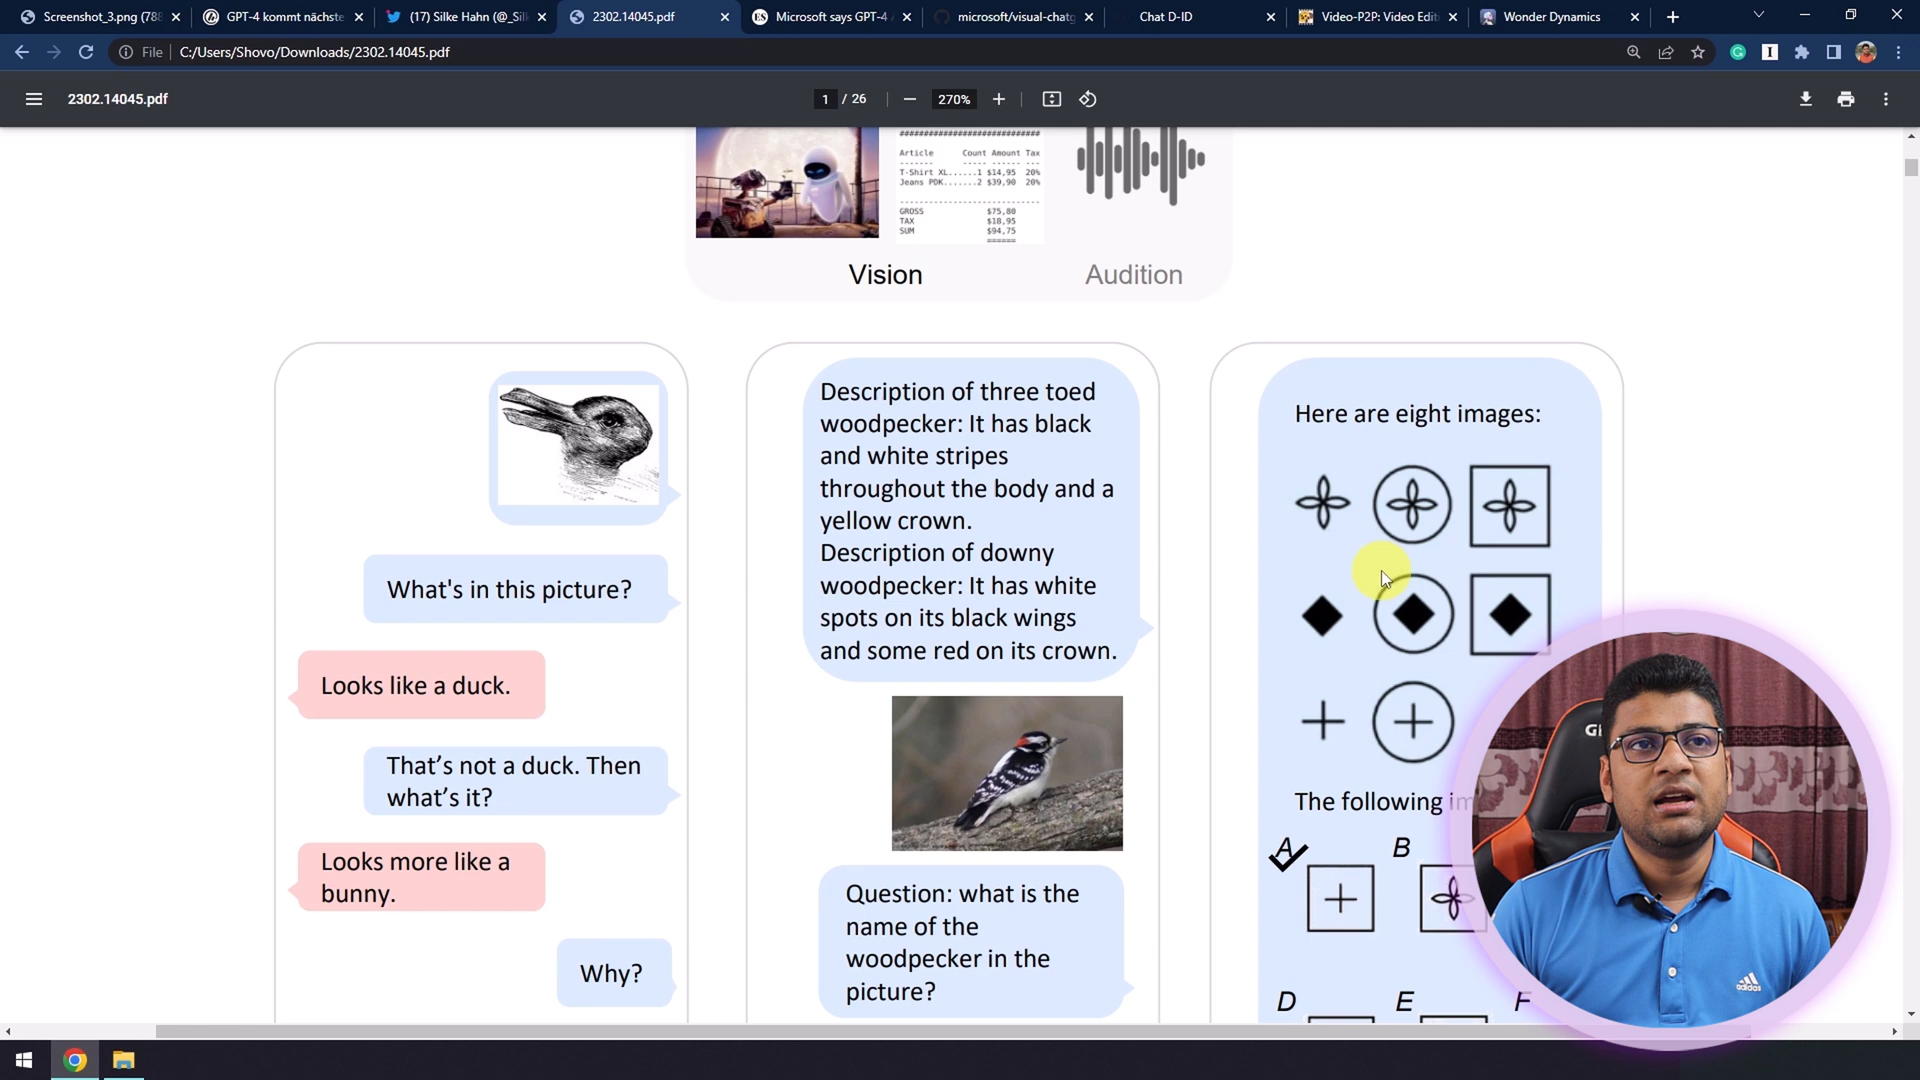 Screenshot_3.png (788
GPT-4 kommt nächste
(17) Silke Hahn (@_Silk
2302.14045.pdf
Microsoft says GPT-4 A
microsoft/visual-chatg
Chat D-ID
Video-P2P: Video Editi
Wonder Dynamics
File
C:/Users/Shovo/Downloads/2302.14045.pdf
2302.14045.pdf
1 / 26
270%
##############################
Article Count Amount Tax
T-Shirt XL......1 $14,95 20%
Jeans PDK.......2 $39,90 20%
GROSS $75,80
TAX $18,95
SUM $94,75
======
Vision
Audition
What's in this picture?
Looks like a duck.
That’s not a duck. Then
what’s it?
Looks more like a
bunny.
Why?
Description of three toed
woodpecker: It has black
and white stripes
throughout the body and a
yellow crown.
Description of downy
woodpecker: It has white
spots on its black wings
and some red on its crown.
Question: what is the
name of the
woodpecker in the
picture?
Here are eight images:
The following im
A B
D E F
adidas